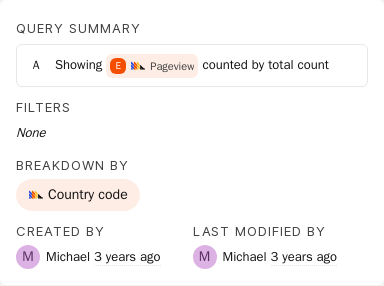 QUERY SUMMARY
A Showing E Pageview counted by total count
FILTERS
None
BREAKDOWN BY
Country code
CREATED BY LAST MODIFIED BY
M Michael 3 years ago M Michael 3 years ago